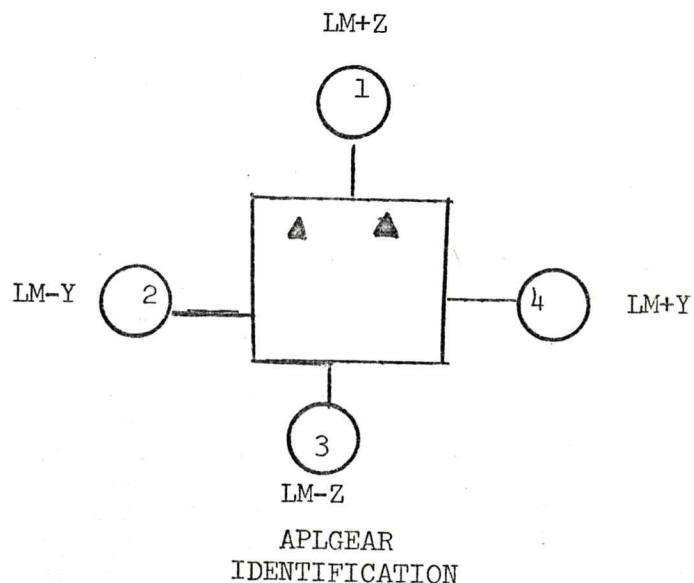 LM+Z
1
LM-Y 2 4 LM+Y
3
LM-Z
APLGEAR
IDENTIFICATION